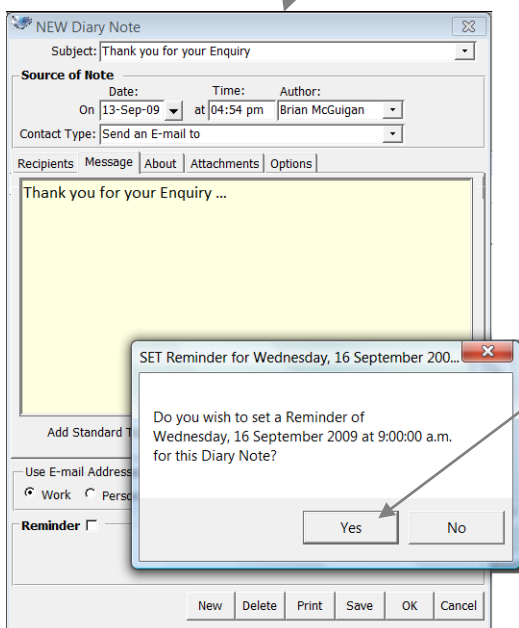 NEW Diary Note
Subject: Thank you for your Enquiry
Source of Note
Date: Time: Author:
On 13-Sep-09 at 04:54 pm Brian McGuigan
Contact Type: Send an E-mail to
Recipients Message About Attachments Options
Thank you for your Enquiry ...
SET Reminder for Wednesday, 16 September 200...
Do you wish to set a Reminder of
Wednesday, 16 September 2009 at 9:00:00 a.m.
for this Diary Note?
Yes No
Add Standard
Use E-mail Address
Work
Reminder
New Delete Print Save OK Cancel